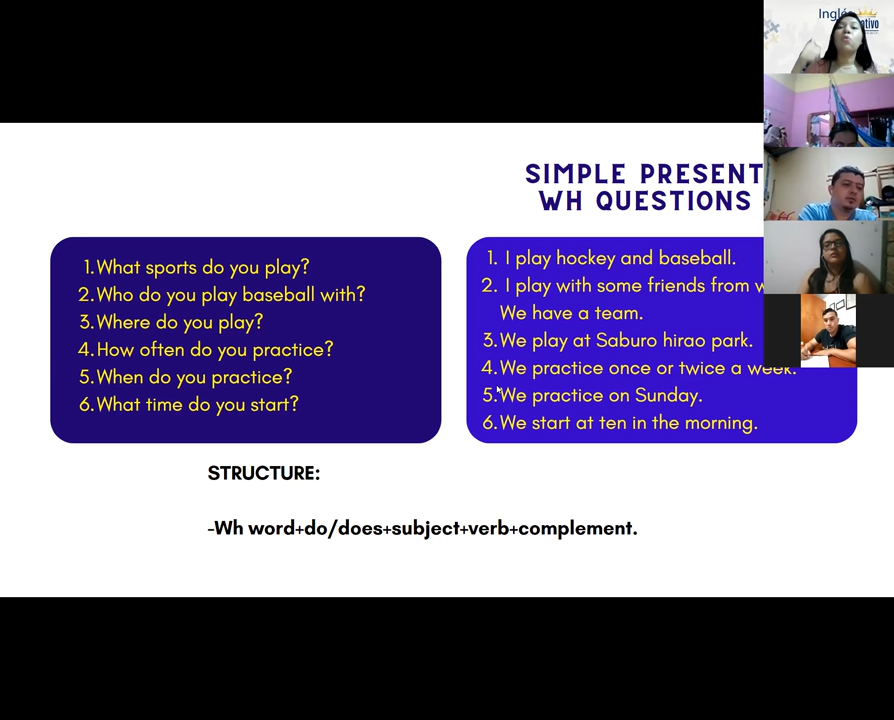 Inglés
SIMPLE PRESENT
WH QUESTIONS
1. What sports do you play?
2. Who do you play baseball with?
3. Where do you play?
4. How often do you practice?
5. When do you practice?
6. What time do you start?
1. I play hockey and baseball.
2. I play with some friends from
We have a team.
3. We play at Saburo hirao park.
4. We practice once or twice a week.
5. We practice on Sunday.
6. We start at ten in the morning.
STRUCTURE:
-Wh word+do/does+subject+verb+complement.